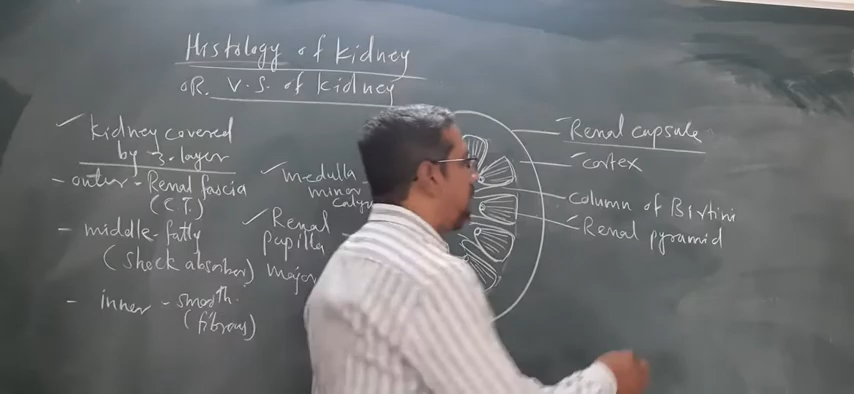 Histology of kidney
OR. V.S. of kidney
kidney covered
by 3. layer
- outer - Renal fascia
(C.T.)
- middle - fatty
(Shock absorber)
- inner - smooth.
(fibrous)
medulla
minor
calyx
Renal
papilla
major
Renal capsule
Cortex
Column of Birtini
Renal pyramid